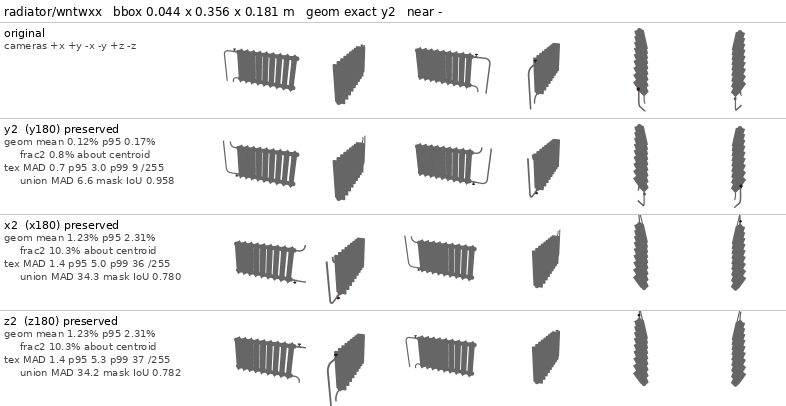 radiator/wntwxx bbox 0.044 x 0.356 x 0.181 m geom exact y2 near -
original
cameras +x +y -x -y +z -z
y2 (y180) preserved
geom mean 0.12% p95 0.17%
frac2 0.8% about centroid
tex MAD 0.7 p95 3.0 p99 9 /255
union MAD 6.6 mask IoU 0.958
x2 (x180) preserved
geom mean 1.23% p95 2.31%
frac2 10.3% about centroid
tex MAD 1.4 p95 5.0 p99 36 /255
union MAD 34.3 mask IoU 0.780
z2 (z180) preserved
geom mean 1.23% p95 2.31%
frac2 10.3% about centroid
tex MAD 1.4 p95 5.3 p99 37 /255
union MAD 34.2 mask IoU 0.782